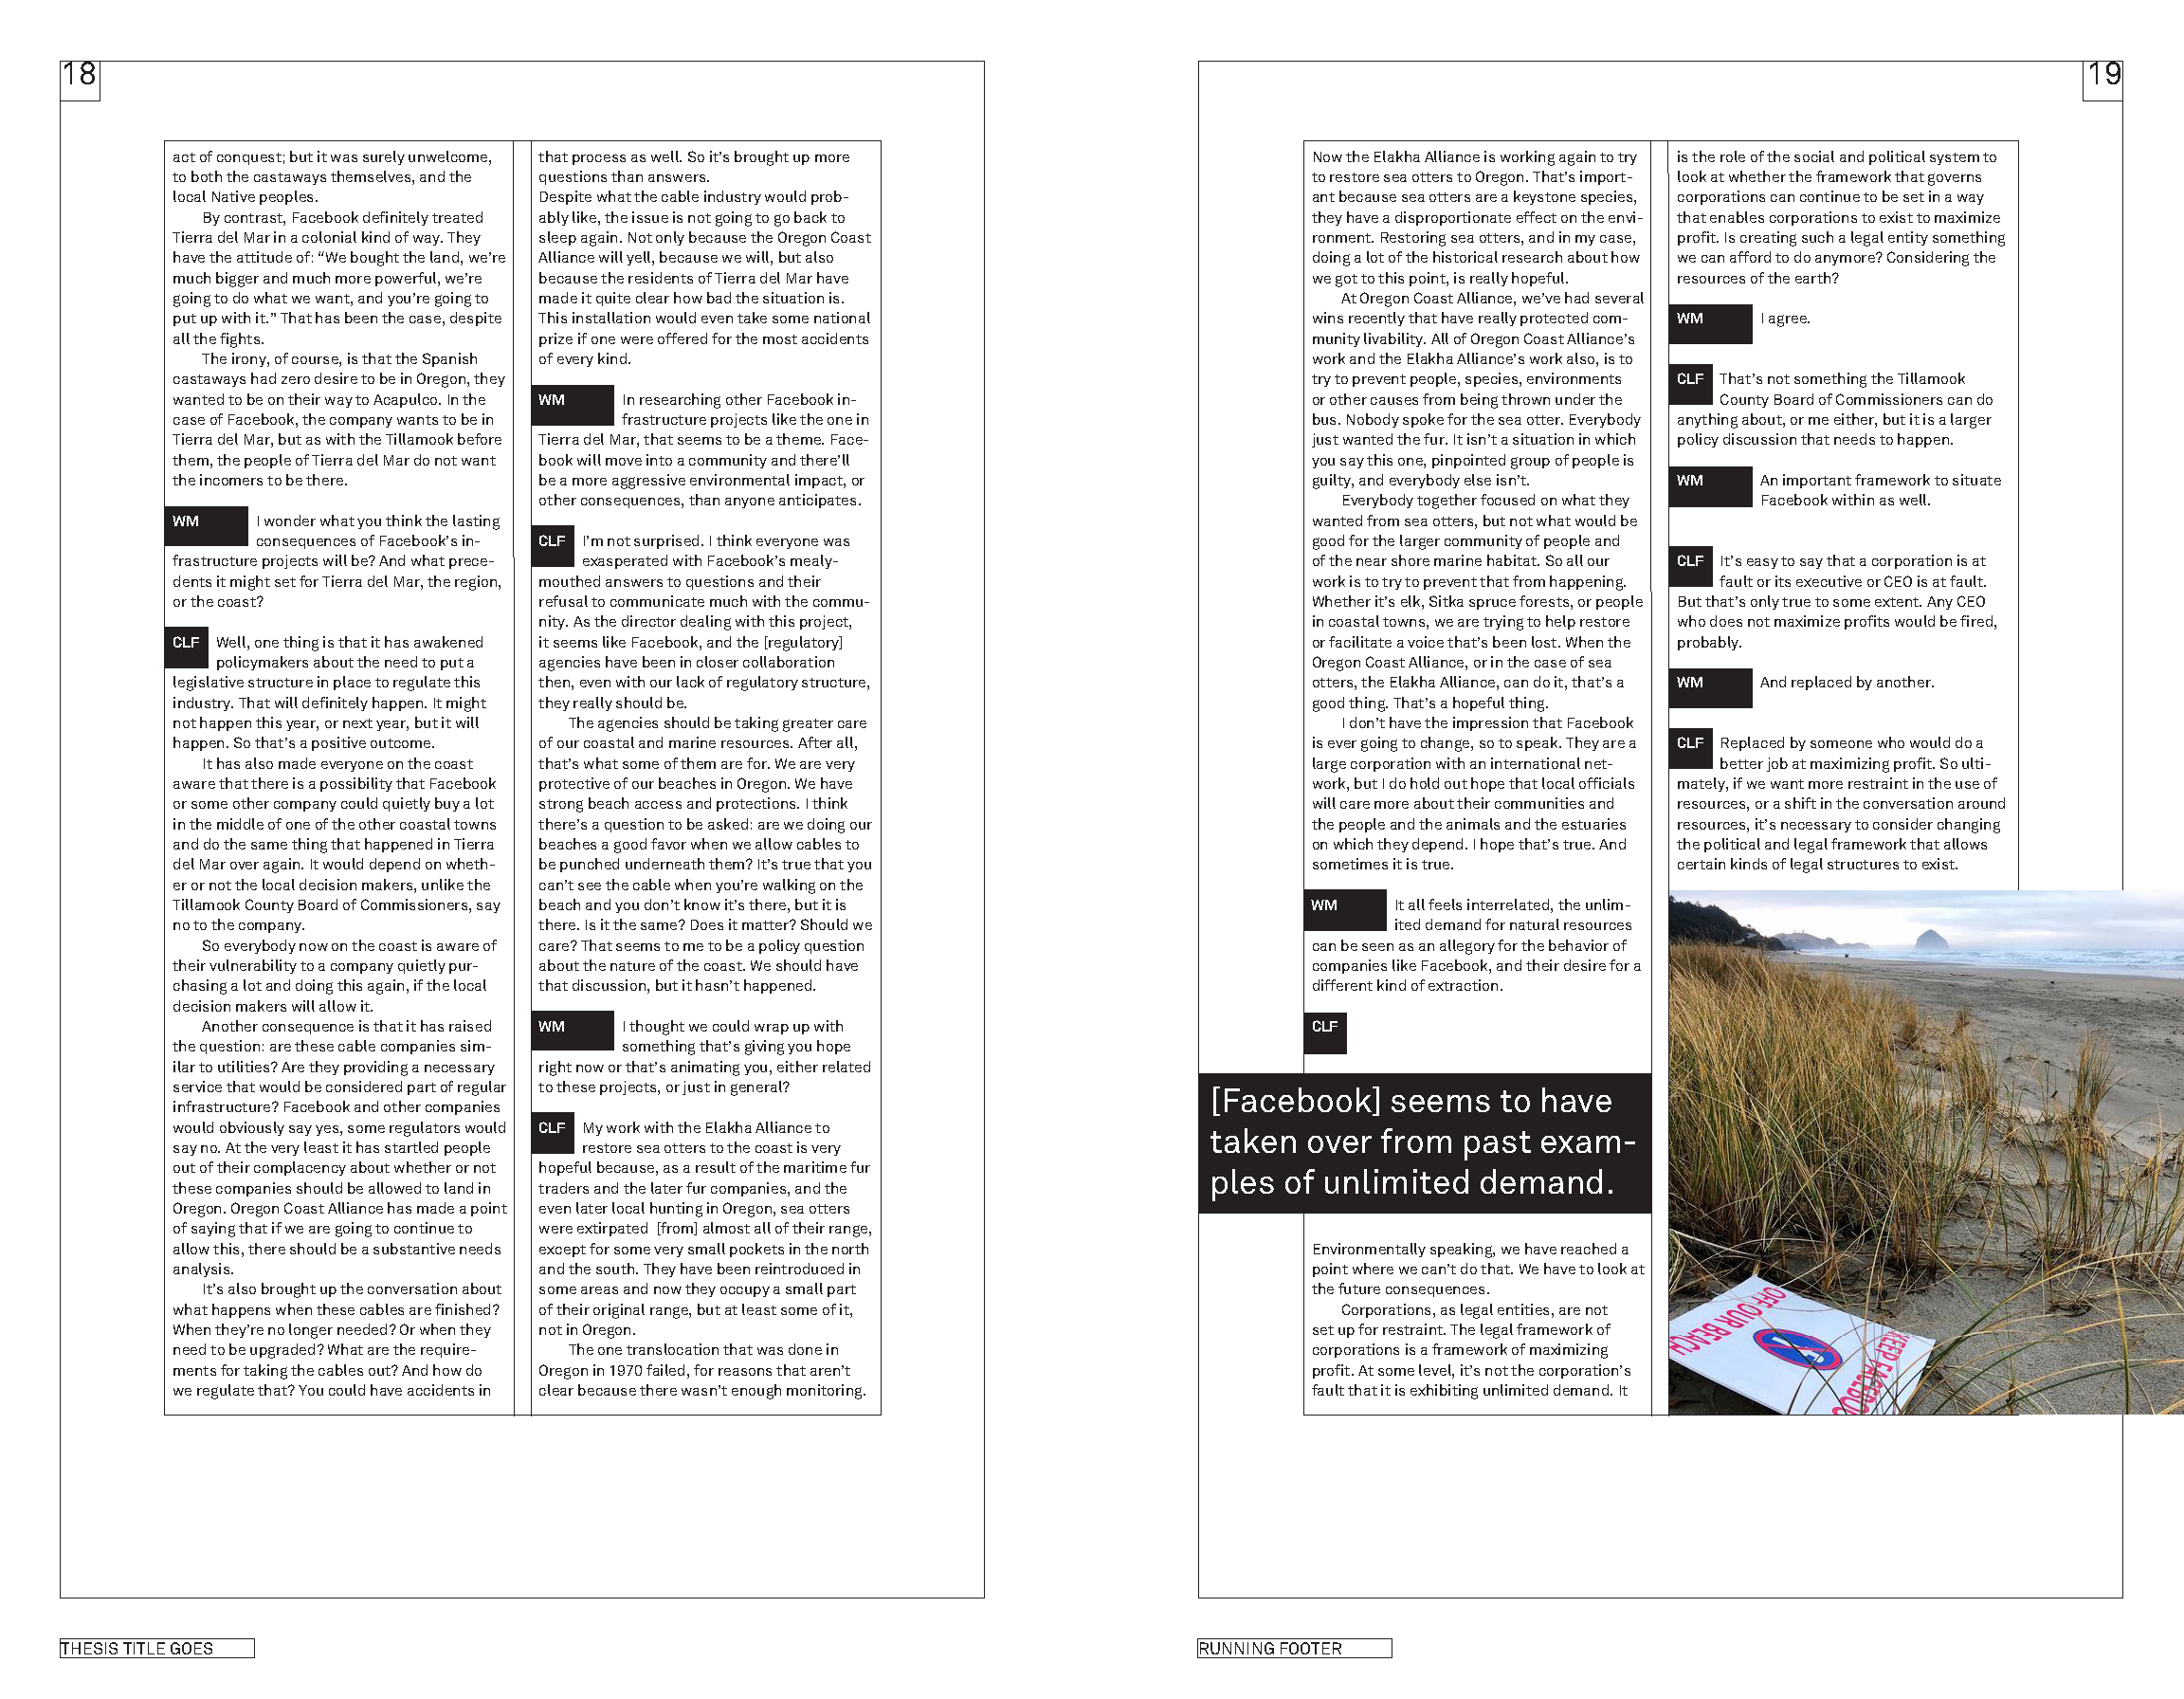 18
act of conquest; but it was surely unwelcome,
to both the castaways themselves, and the
local Native peoples.
By contrast, Facebook definitely treated
Tierra del Mar in a colonial kind of way. They
have the attitude of: “We bought the land, we’re
much bigger and much more powerful, we’re
going to do what we want, and you’re going to
put up with it.” That has been the case, despite
all the fights.
The irony, of course, is that the Spanish
castaways had zero desire to be in Oregon, they
wanted to be on their way to Acapulco. In the
case of Facebook, the company wants to be in
Tierra del Mar, but as with the Tillamook before
them, the people of Tierra del Mar do not want
the incomers to be there.
WM I wonder what you think the lasting
consequences of Facebook’s in-
frastructure projects will be? And what prece-
dents it might set for Tierra del Mar, the region,
or the coast?
CLF Well, one thing is that it has awakened
policymakers about the need to put a
legislative structure in place to regulate this
industry. That will definitely happen. It might
not happen this year, or next year, but it will
happen. So that’s a positive outcome.
It has also made everyone on the coast
aware that there is a possibility that Facebook
or some other company could quietly buy a lot
in the middle of one of the other coastal towns
and do the same thing that happened in Tierra
del Mar over again. It would depend on wheth-
er or not the local decision makers, unlike the
Tillamook County Board of Commissioners, say
no to the company.
So everybody now on the coast is aware of
their vulnerability to a company quietly pur-
chasing a lot and doing this again, if the local
decision makers will allow it.
Another consequence is that it has raised
the question: are these cable companies sim-
ilar to utilities? Are they providing a necessary
service that would be considered part of regular
infrastructure? Facebook and other companies
would obviously say yes, some regulators would
say no. At the very least it has startled people
out of their complacency about whether or not
these companies should be allowed to land in
Oregon. Oregon Coast Alliance has made a point
of saying that if we are going to continue to
allow this, there should be a substantive needs
analysis.
It’s also brought up the conversation about
what happens when these cables are finished?
When they’re no longer needed? Or when they
need to be upgraded? What are the require-
ments for taking the cables out? And how do
we regulate that? You could have accidents in
that process as well. So it’s brought up more
questions than answers.
Despite what the cable industry would prob-
ably like, the issue is not going to go back to
sleep again. Not only because the Oregon Coast
Alliance will yell, because we will, but also
because the residents of Tierra del Mar have
made it quite clear how bad the situation is.
This installation would even take some national
prize if one were offered for the most accidents
of every kind.
WM In researching other Facebook in-
frastructure projects like the one in
Tierra del Mar, that seems to be a theme. Face-
book will move into a community and there’ll
be a more aggressive environmental impact, or
other consequences, than anyone anticipates.
CLF I’m not surprised. I think everyone was
exasperated with Facebook’s mealy-
mouthed answers to questions and their
refusal to communicate much with the commu-
nity. As the director dealing with this project,
it seems like Facebook, and the [regulatory]
agencies have been in closer collaboration
then, even with our lack of regulatory structure,
they really should be.
The agencies should be taking greater care
of our coastal and marine resources. After all,
that’s what some of them are for. We are very
protective of our beaches in Oregon. We have
strong beach access and protections. I think
there’s a question to be asked: are we doing our
beaches a good favor when we allow cables to
be punched underneath them? It’s true that you
can’t see the cable when you’re walking on the
beach and you don’t know it’s there, but it is
there. Is it the same? Does it matter? Should we
care? That seems to me to be a policy question
about the nature of the coast. We should have
that discussion, but it hasn’t happened.
WM I thought we could wrap up with
something that’s giving you hope
right now or that’s animating you, either related
to these projects, or just in general?
CLF My work with the Elakha Alliance to
restore sea otters to the coast is very
hopeful because, as a result of the maritime fur
traders and the later fur companies, and the
even later local hunting in Oregon, sea otters
were extirpated [from] almost all of their range,
except for some very small pockets in the north
and the south. They have been reintroduced in
some areas and now they occupy a small part
of their original range, but at least some of it,
not in Oregon.
The one translocation that was done in
Oregon in 1970 failed, for reasons that aren’t
clear because there wasn’t enough monitoring.
THESIS TITLE GOES
19
Now the Elakha Alliance is working again to try
to restore sea otters to Oregon. That’s import-
ant because sea otters are a keystone species,
they have a disproportionate effect on the envi-
ronment. Restoring sea otters, and in my case,
doing a lot of the historical research about how
we got to this point, is really hopeful.
At Oregon Coast Alliance, we’ve had several
wins recently that have really protected com-
munity livability. All of Oregon Coast Alliance’s
work and the Elakha Alliance’s work also, is to
try to prevent people, species, environments
or other causes from being thrown under the
bus. Nobody spoke for the sea otter. Everybody
just wanted the fur. It isn’t a situation in which
you say this one, pinpointed group of people is
guilty, and everybody else isn’t.
Everybody together focused on what they
wanted from sea otters, but not what would be
good for the larger community of people and
of the near shore marine habitat. So all our
work is to try to prevent that from happening.
Whether it’s elk, Sitka spruce forests, or people
in coastal towns, we are trying to help restore
or facilitate a voice that’s been lost. When the
Oregon Coast Alliance, or in the case of sea
otters, the Elakha Alliance, can do it, that’s a
good thing. That’s a hopeful thing.
I don’t have the impression that Facebook
is ever going to change, so to speak. They are a
large corporation with an international net-
work, but I do hold out hope that local officials
will care more about their communities and
the people and the animals and the estuaries
on which they depend. I hope that’s true. And
sometimes it is true.
WM It all feels interrelated, the unlim-
ited demand for natural resources
can be seen as an allegory for the behavior of
companies like Facebook, and their desire for a
different kind of extraction.
CLF
[Facebook] seems to have
taken over from past exam-
ples of unlimited demand.
Environmentally speaking, we have reached a
point where we can’t do that. We have to look at
the future consequences.
Corporations, as legal entities, are not
set up for restraint. The legal framework of
corporations is a framework of maximizing
profit. At some level, it’s not the corporation’s
fault that it is exhibiting unlimited demand. It
is the role of the social and political system to
look at whether the framework that governs
corporations can continue to be set in a way
that enables corporations to exist to maximize
profit. Is creating such a legal entity something
we can afford to do anymore? Considering the
resources of the earth?
WM I agree.
CLF That’s not something the Tillamook
County Board of Commissioners can do
anything about, or me either, but it is a larger
policy discussion that needs to happen.
WM An important framework to situate
Facebook within as well.
CLF It’s easy to say that a corporation is at
fault or its executive or CEO is at fault.
But that’s only true to some extent. Any CEO
who does not maximize profits would be fired,
probably.
WM And replaced by another.
CLF Replaced by someone who would do a
better job at maximizing profit. So ulti-
mately, if we want more restraint in the use of
resources, or a shift in the conversation around
resources, it’s necessary to consider changing
the political and legal framework that allows
certain kinds of legal structures to exist.
KEEP FACEBOO
OFF OUR BEACH
RUNNING FOOTER